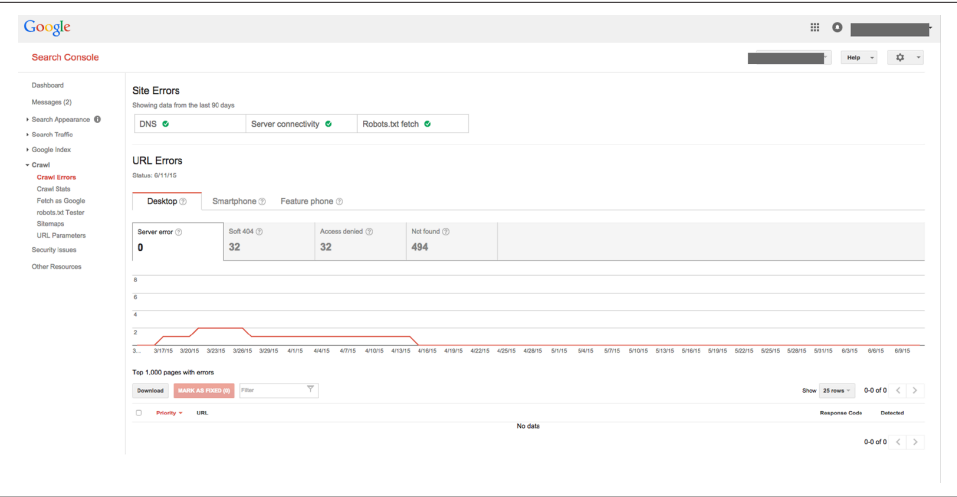 Google
Search Console
Help
Dashboard
Messages (2)
Search Appearance
Search Traffic
Google Index
Crawl
Crawl Errors
Crawl Stats
Fetch as Google
robots.txt Tester
Sitemaps
URL Parameters
Security Issues
Other Resources
Site Errors
Showing data from the last 90 days
DNS Server connectivity Robots.txt fetch
URL Errors
Status: 6/11/15
Desktop Smartphone Feature phone
Server error Soft 404 Access denied Not found
0 32 32 494
8
6
4
2
3... 3/17/15 3/20/15 3/23/15 3/26/15 3/29/15 4/1/15 4/4/15 4/7/15 4/10/15 4/13/15 4/16/15 4/19/15 4/22/15 4/25/15 4/28/15 5/1/15 5/4/15 5/7/15 5/10/15 5/13/15 5/16/15 5/19/15 5/22/15 5/25/15 5/28/15 5/31/15 6/3/15 6/6/15 6/9/15
Top 1,000 pages with errors
Download MARK AS FIXED (0) Filter Show 25 rows 0-0 of 0
Priority URL Response Code Detected
No data
0-0 of 0